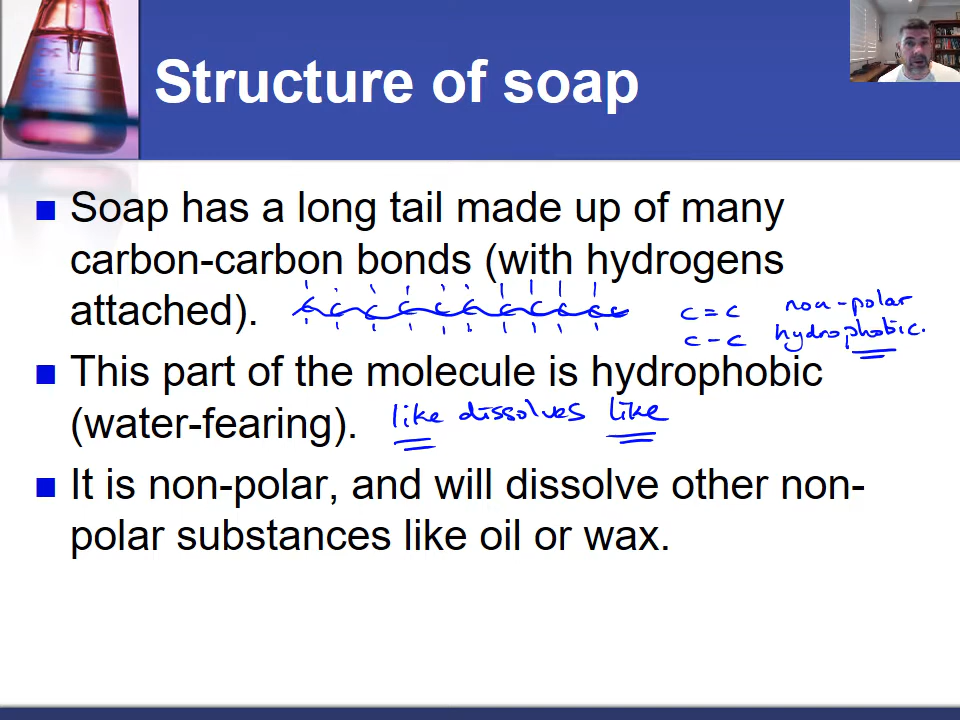 Structure of soap
Soap has a long tail made up of many
carbon-carbon bonds (with hydrogens
attached).
c c c c c c c c c c
c = c
c - c
non-polar
hydrophobic.
This part of the molecule is hydrophobic
(water-fearing).
like dissolves like
It is non-polar, and will dissolve other non-
polar substances like oil or wax.